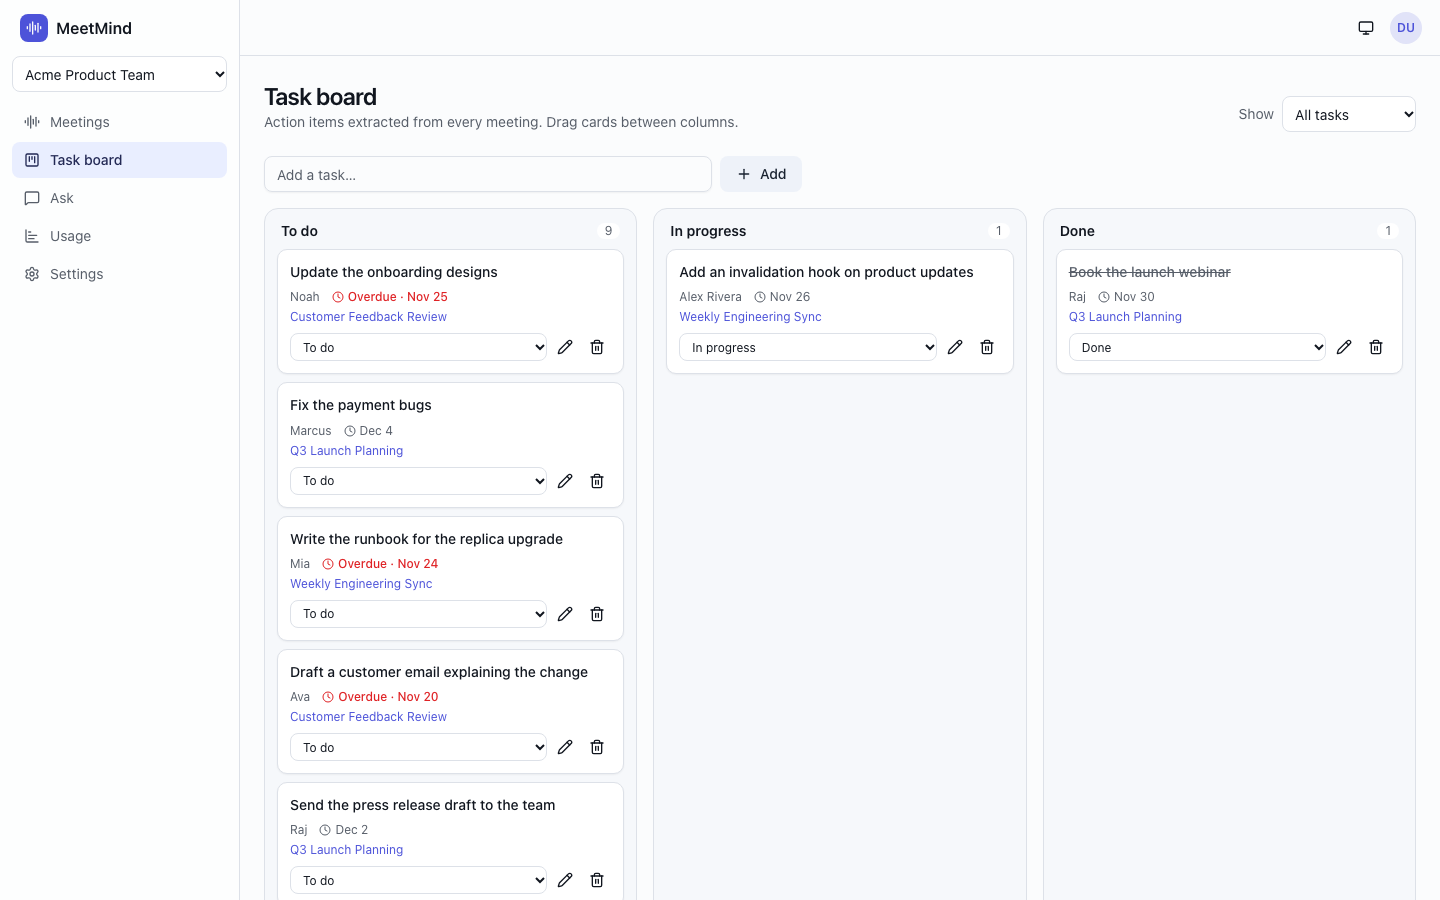 MeetMind
DU
Acme Product Team
Meetings
Task board
Ask
Usage
Settings
Task board
Action items extracted from every meeting. Drag cards between columns.
Show
All tasks
Add a task...
Add
To do
9
Update the onboarding designs
Noah Overdue · Nov 25
Customer Feedback Review
To do
Fix the payment bugs
Marcus Dec 4
Q3 Launch Planning
To do
Write the runbook for the replica upgrade
Mia Overdue · Nov 24
Weekly Engineering Sync
To do
Draft a customer email explaining the change
Ava Overdue · Nov 20
Customer Feedback Review
To do
Send the press release draft to the team
Raj Dec 2
Q3 Launch Planning
To do
In progress
1
Add an invalidation hook on product updates
Alex Rivera Nov 26
Weekly Engineering Sync
In progress
Done
1
Book the launch webinar
Raj Nov 30
Q3 Launch Planning
Done